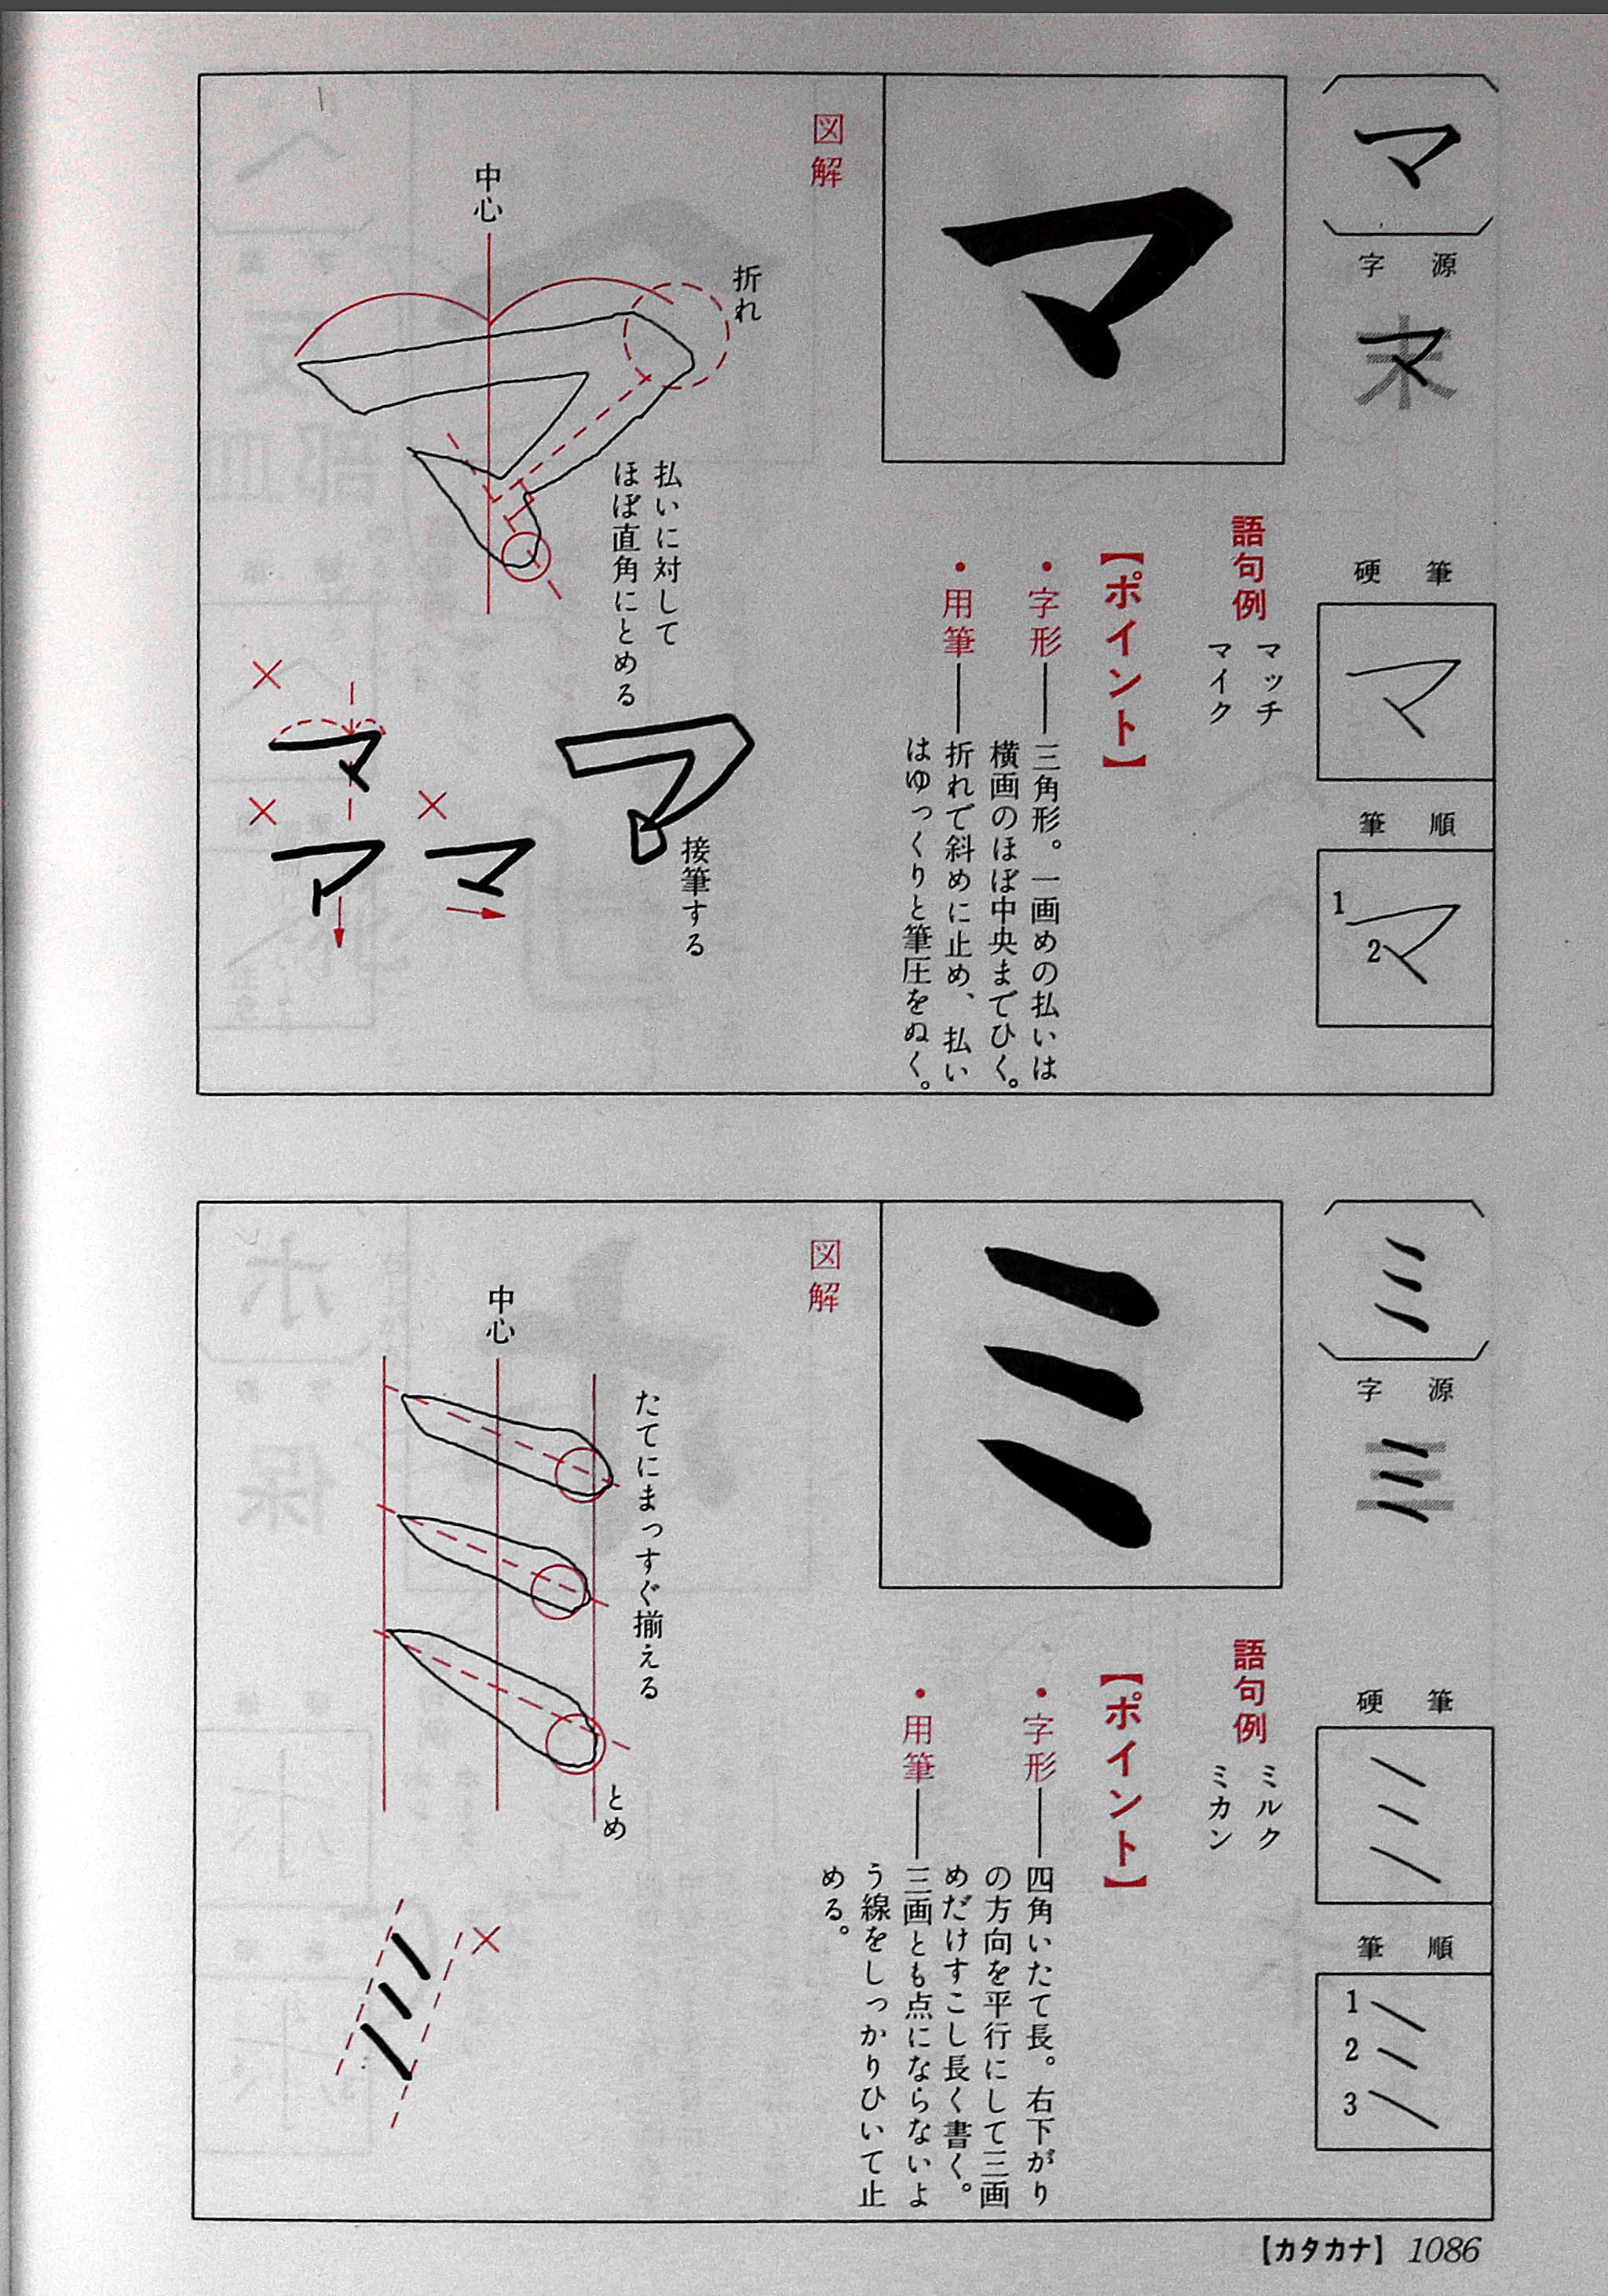 マ
字源
末
硬筆
マ
筆順
マ
1
2
語句例
マッチ
マイク
【ポイント】
・字形――三角形。一画めの払いは
横画のほぼ中央までひく。
・用筆――折れで斜めに止め、払い
はゆっくりと筆圧をぬく。
マ
図解
折れ
中心
払いに対して
ほぼ直角にとめる
接筆する
マ
×
マ
×
マ
×
マ
ミ
字源
三
硬筆
ミ
筆順
ミ
1
2
3
語句例
ミルク
ミカン
【ポイント】
・字形――四角いたて長。右下がり
の方向を平行にして三画
めだけすこし長く書く。
・用筆――三画とも点にならないよ
う線をしっかりひいて止
める。
ミ
図解
たてにまっすぐ揃える
中心
とめ
×
ミ
【カタカナ】 1086